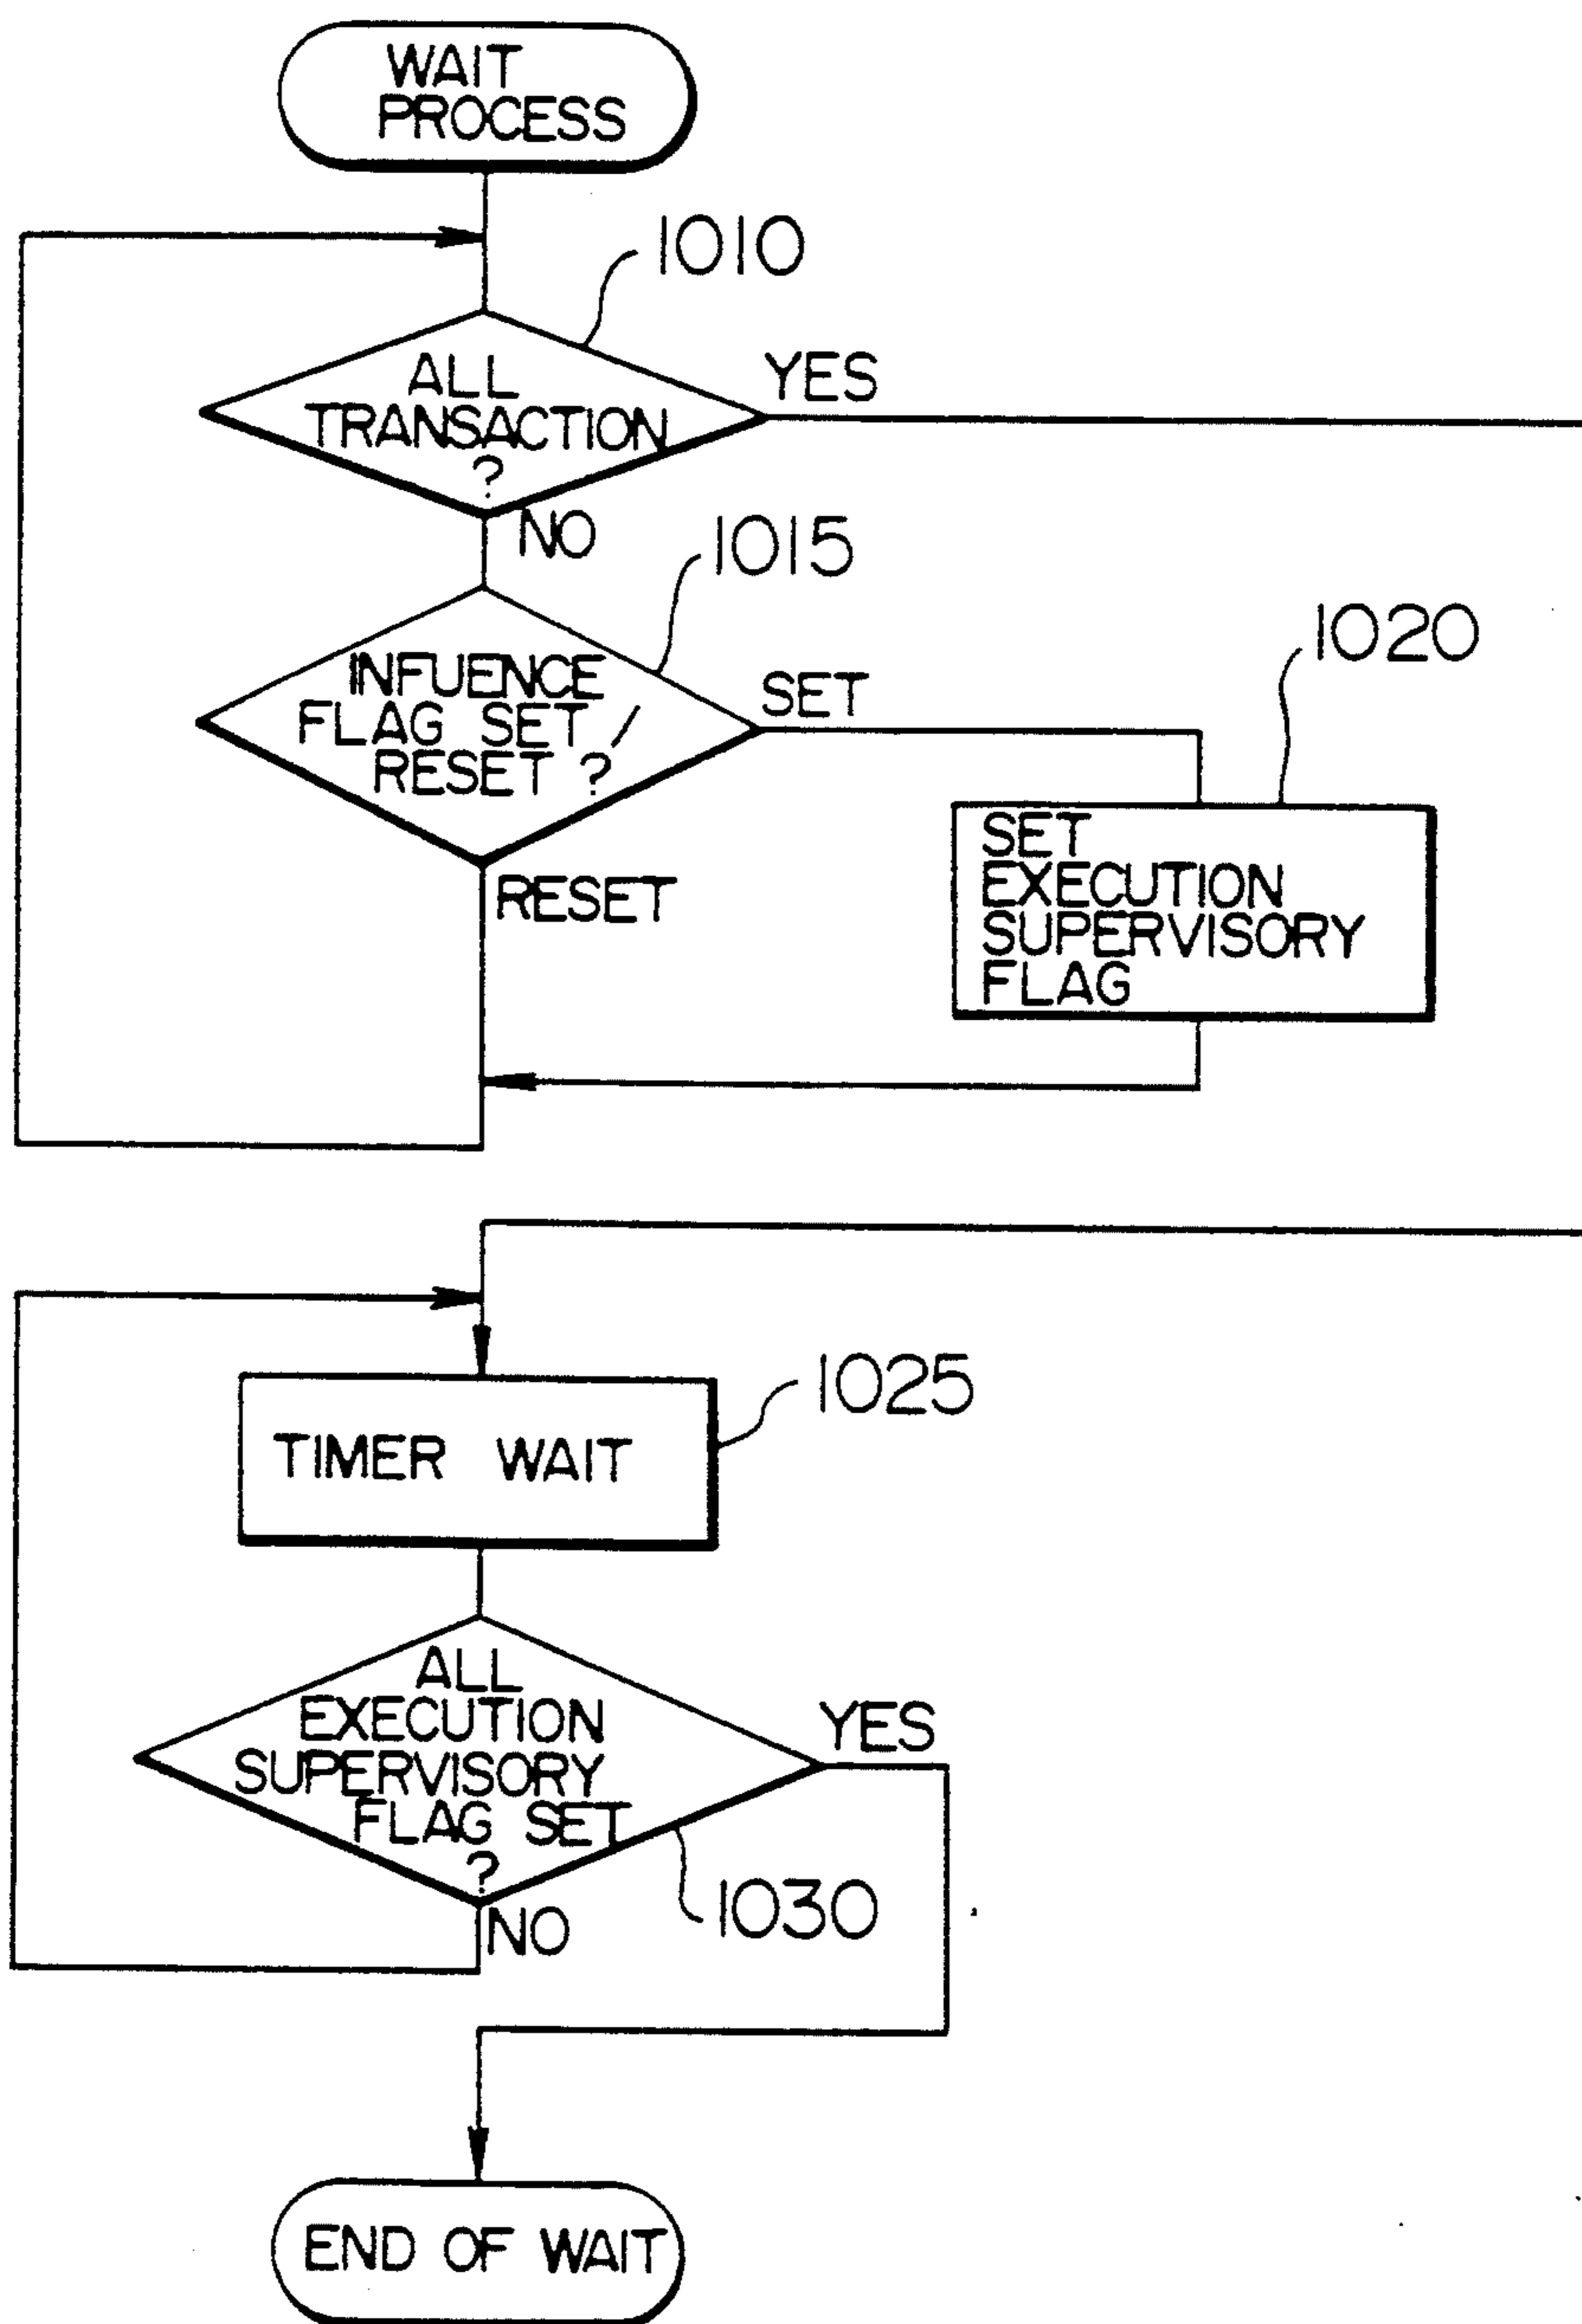 WAIT
PROCESS
1010
ALL
TRANSACTION
?
YES
NO
1015
INFUENCE
FLAG SET /
RESET ?
SET
RESET
1020
SET
EXECUTION
SUPERVISORY
FLAG
1025
TIMER WAIT
ALL
EXECUTION
SUPERVISORY
FLAG SET
?
YES
NO
1030
END OF WAIT